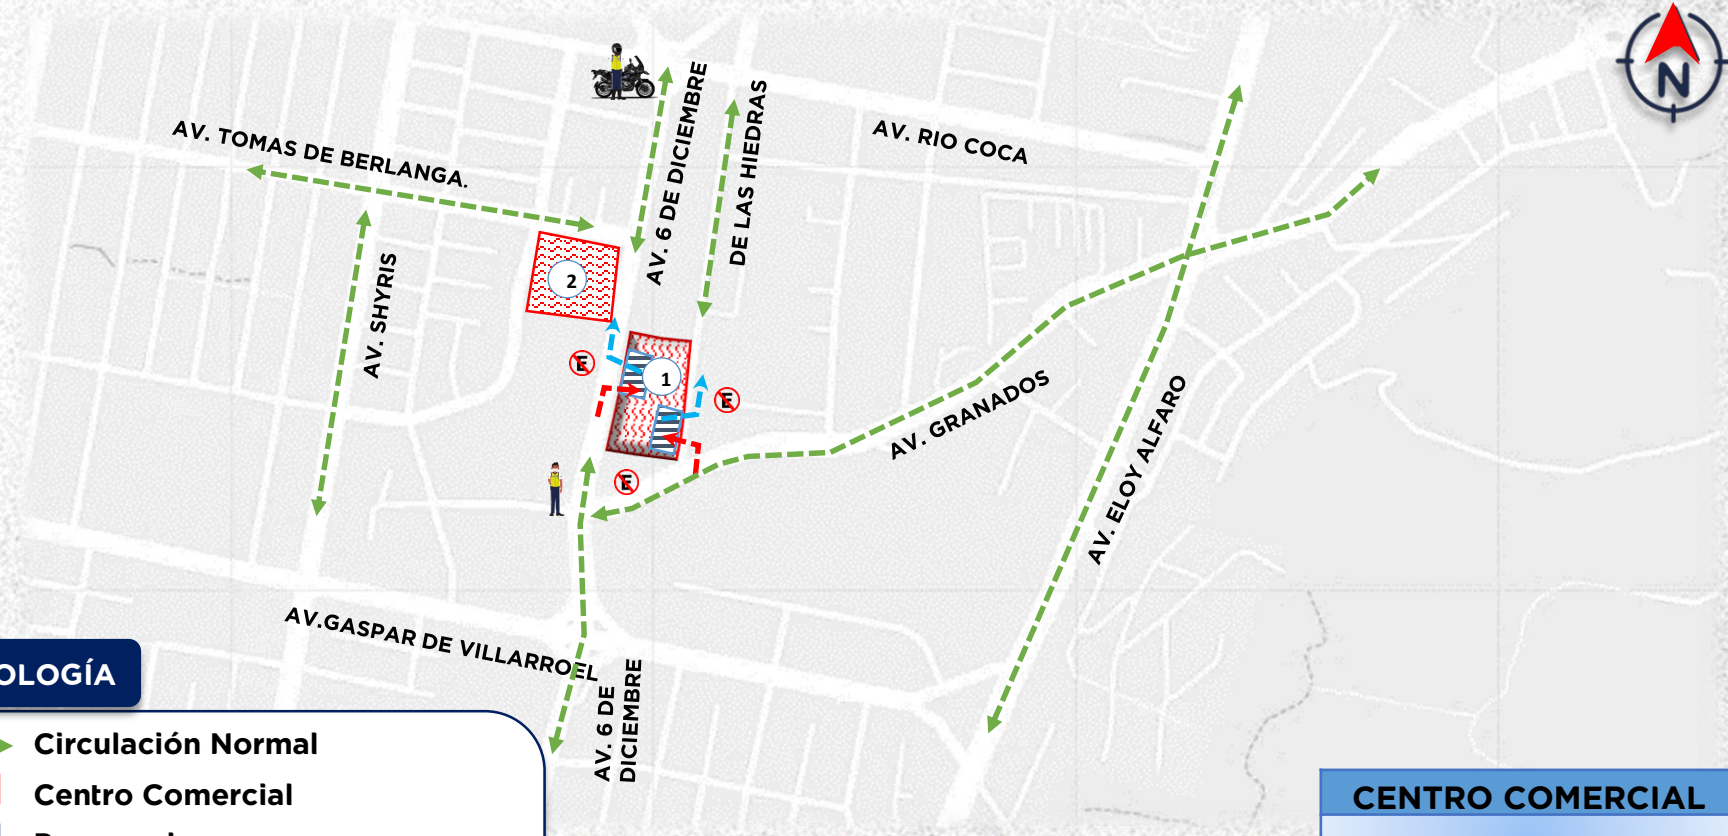 N
AV. 6 DE DICIEMBRE
DE LAS HIEDRAS
AV. TOMAS DE BERLANGA.
AV. RIO COCA
AV. SHYRIS
2
1
E
E
E
AV. GRANADOS
AV. ELOY ALFARO
AV.GASPAR DE VILLARROEL
AV. 6 DE
DICIEMBRE
OLOGÍA
Circulación Normal
Centro Comercial
CENTRO COMERCIAL